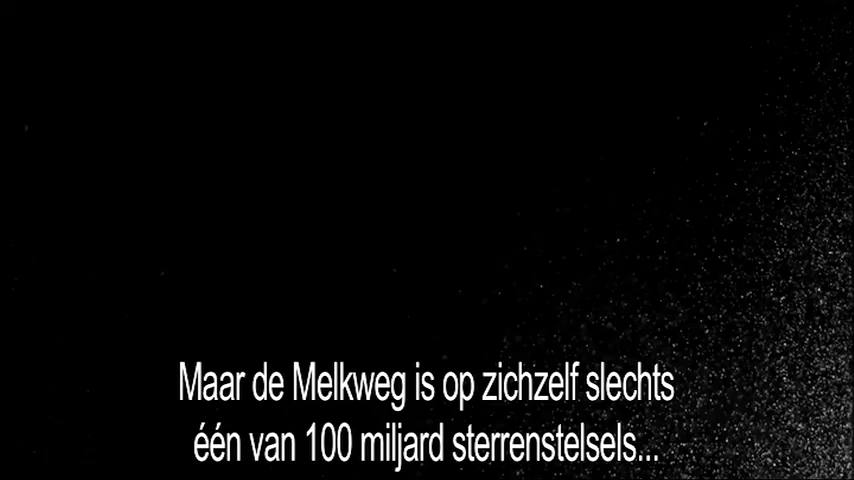 Maar de Melkweg is op zichzelf slechts
één van 100 miljard sterrenstelsels...